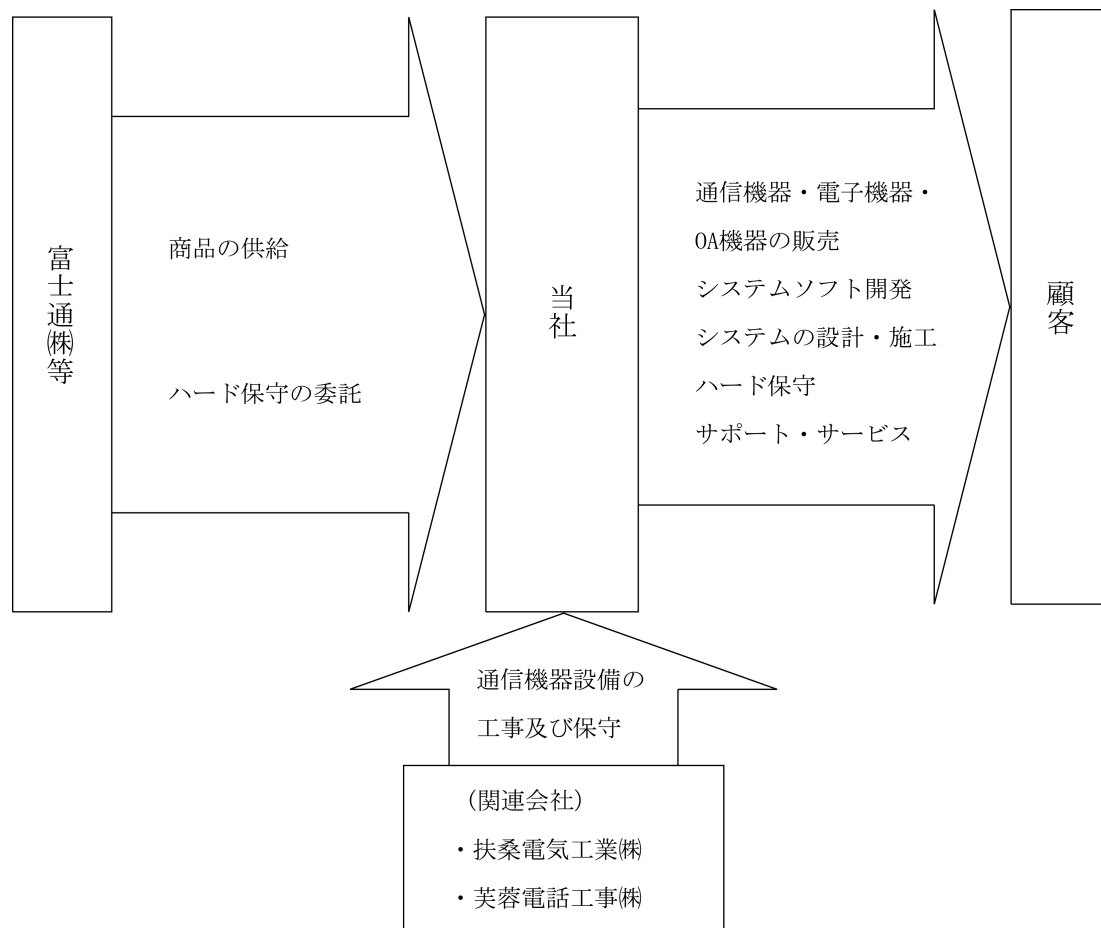 富士通㈱等
商品の供給
ハード保守の委託
当社
通信機器・電子機器・
OA機器の販売
システムソフト開発
システムの設計・施工
ハード保守
サポート・サービス
顧客
通信機器設備の
工事及び保守
(関連会社)
・扶桑電気工業㈱
・芙蓉電話工事㈱